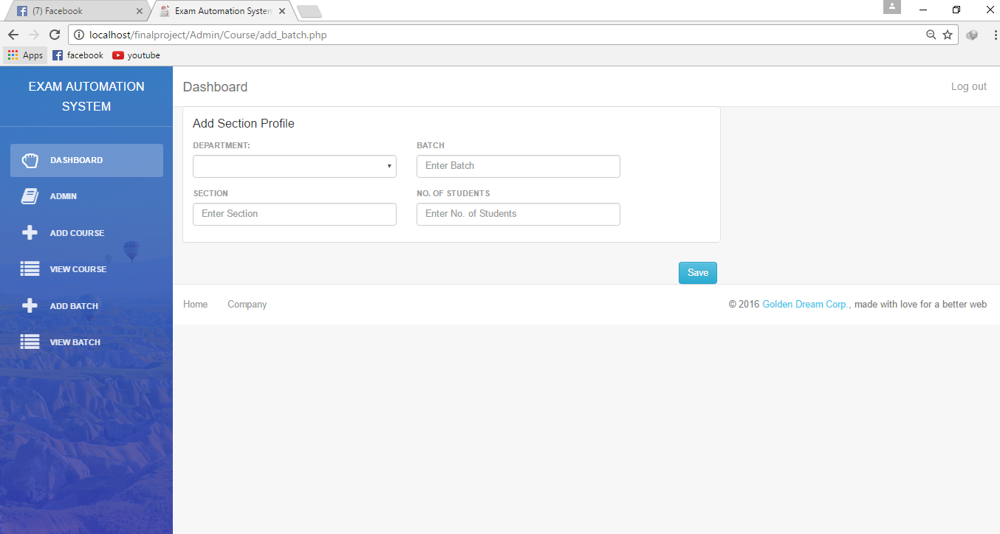 (7) Facebook
Exam Automation System
localhost/finalproject/Admin/Course/add_batch.php
Apps
facebook
youtube
EXAM AUTOMATION
SYSTEM
Dashboard
Log out
DASHBOARD
ADMIN
ADD COURSE
VIEW COURSE
ADD BATCH
VIEW BATCH
Add Section Profile
DEPARTMENT:
BATCH
Enter Batch
SECTION
NO. OF STUDENTS
Enter Section
Enter No. of Students
Save
Home
Company
© 2016 Golden Dream Corp., made with love for a better web